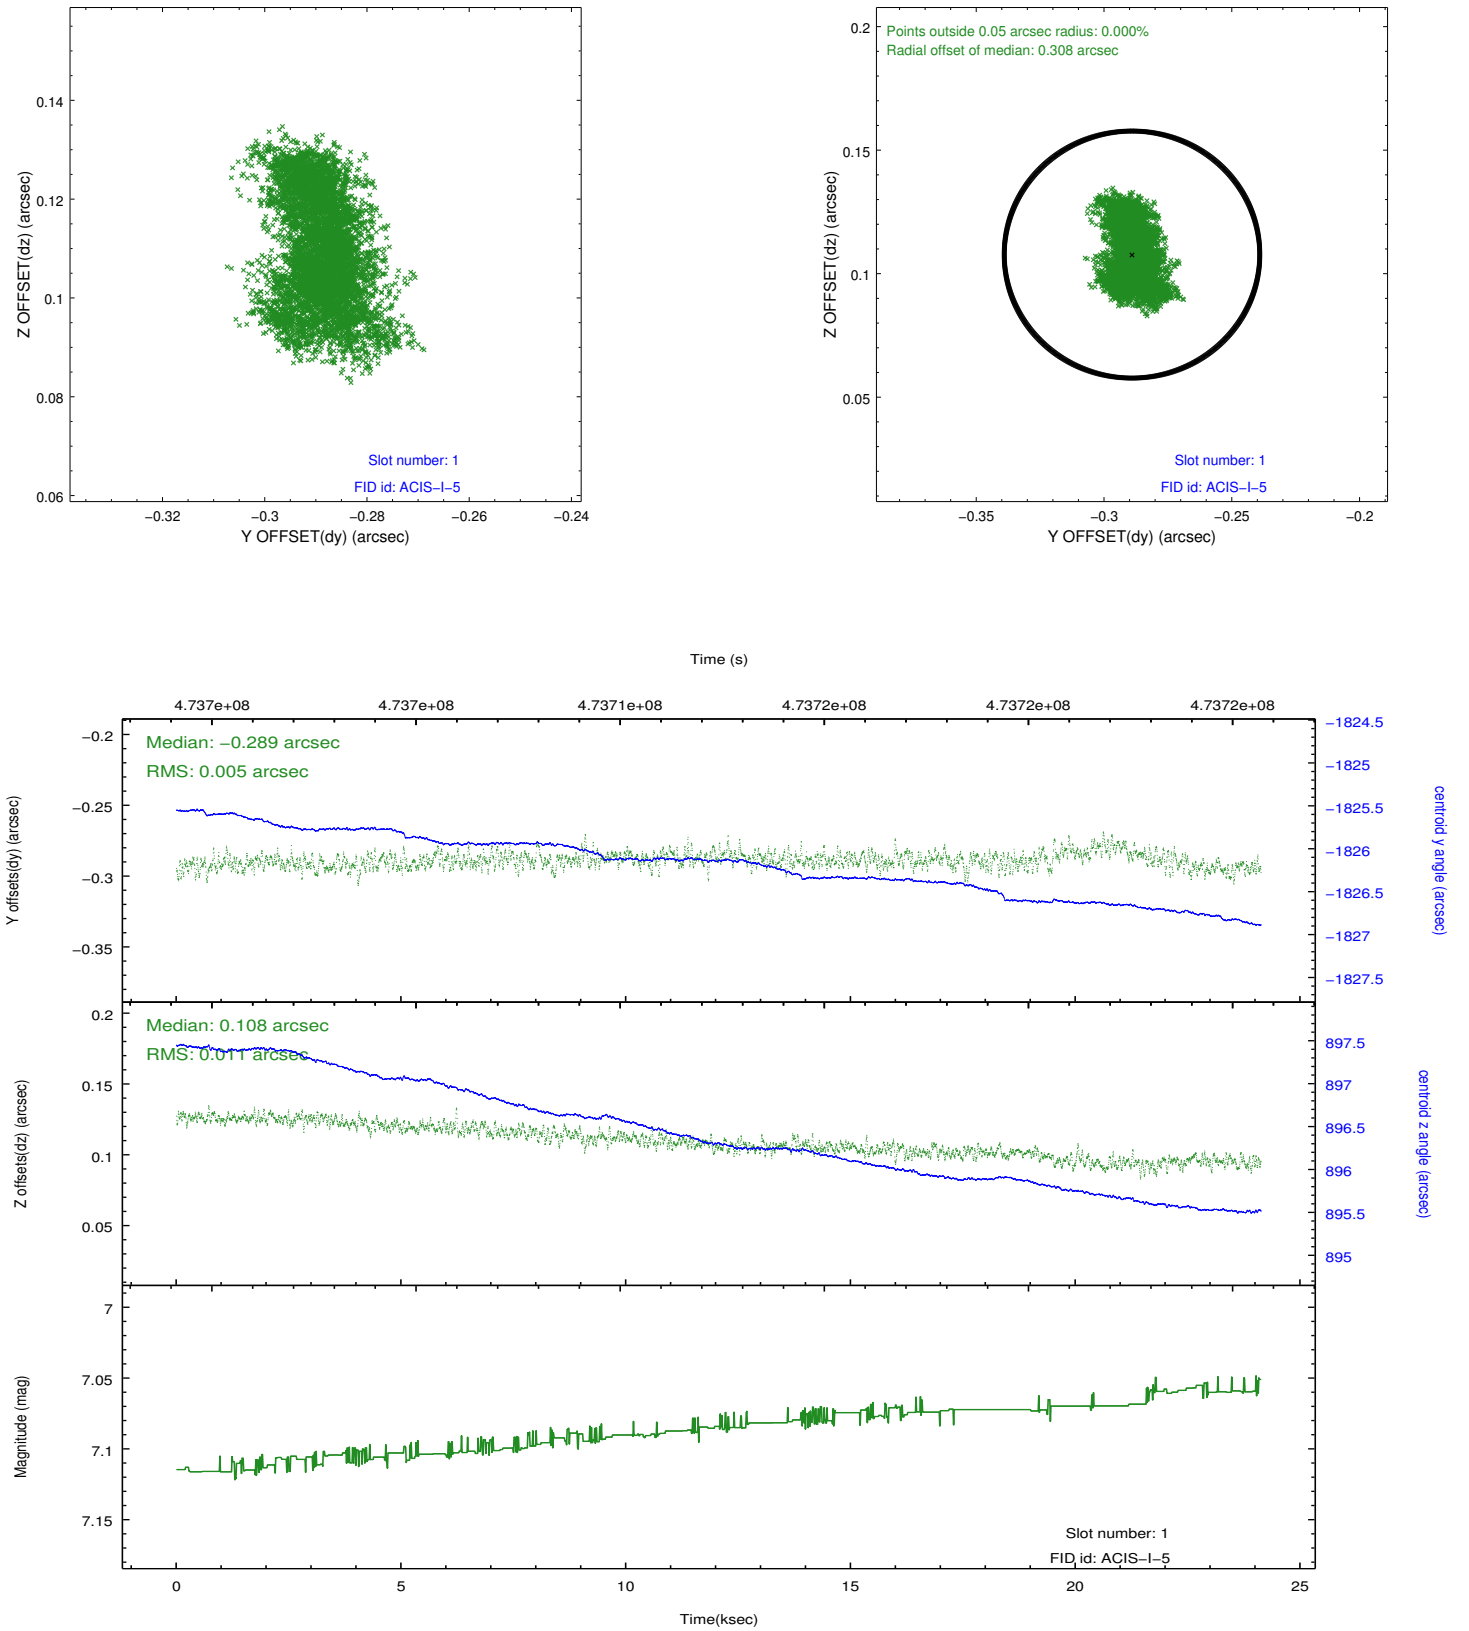 0.14
0.12
0.1
0.08
0.06
Z OFFSET(dz) (arcsec)
Slot number: 1
FID id: ACIS−I−5
−0.32
−0.3
−0.28
−0.26
−0.24
Y OFFSET(dy) (arcsec)
Points outside 0.05 arcsec radius: 0.000%
Radial offset of median: 0.308 arcsec
0.2
0.15
0.1
0.05
Z OFFSET(dz) (arcsec)
Slot number: 1
FID id: ACIS−I−5
−0.35
−0.3
−0.25
−0.2
Y OFFSET(dy) (arcsec)
Time (s)
4.737e+08
4.737e+08
4.7371e+08
4.7372e+08
4.7372e+08
4.7372e+08
Median: −0.289 arcsec
RMS: 0.005 arcsec
−0.2
−0.25
−0.3
−0.35
Y offsets(dy) (arcsec)
−1824.5
−1825
−1825.5
−1826
−1826.5
−1827
−1827.5
centroid y angle (arcsec)
Median: 0.108 arcsec
RMS: 0.011 arcsec
0.2
0.15
0.1
0.05
Z offsets(dz) (arcsec)
897.5
897
896.5
896
895.5
895
centroid z angle (arcsec)
7
7.05
7.1
7.15
Magnitude (mag)
Slot number: 1
FID id: ACIS−I−5
0
5
10
15
20
25
Time(ksec)